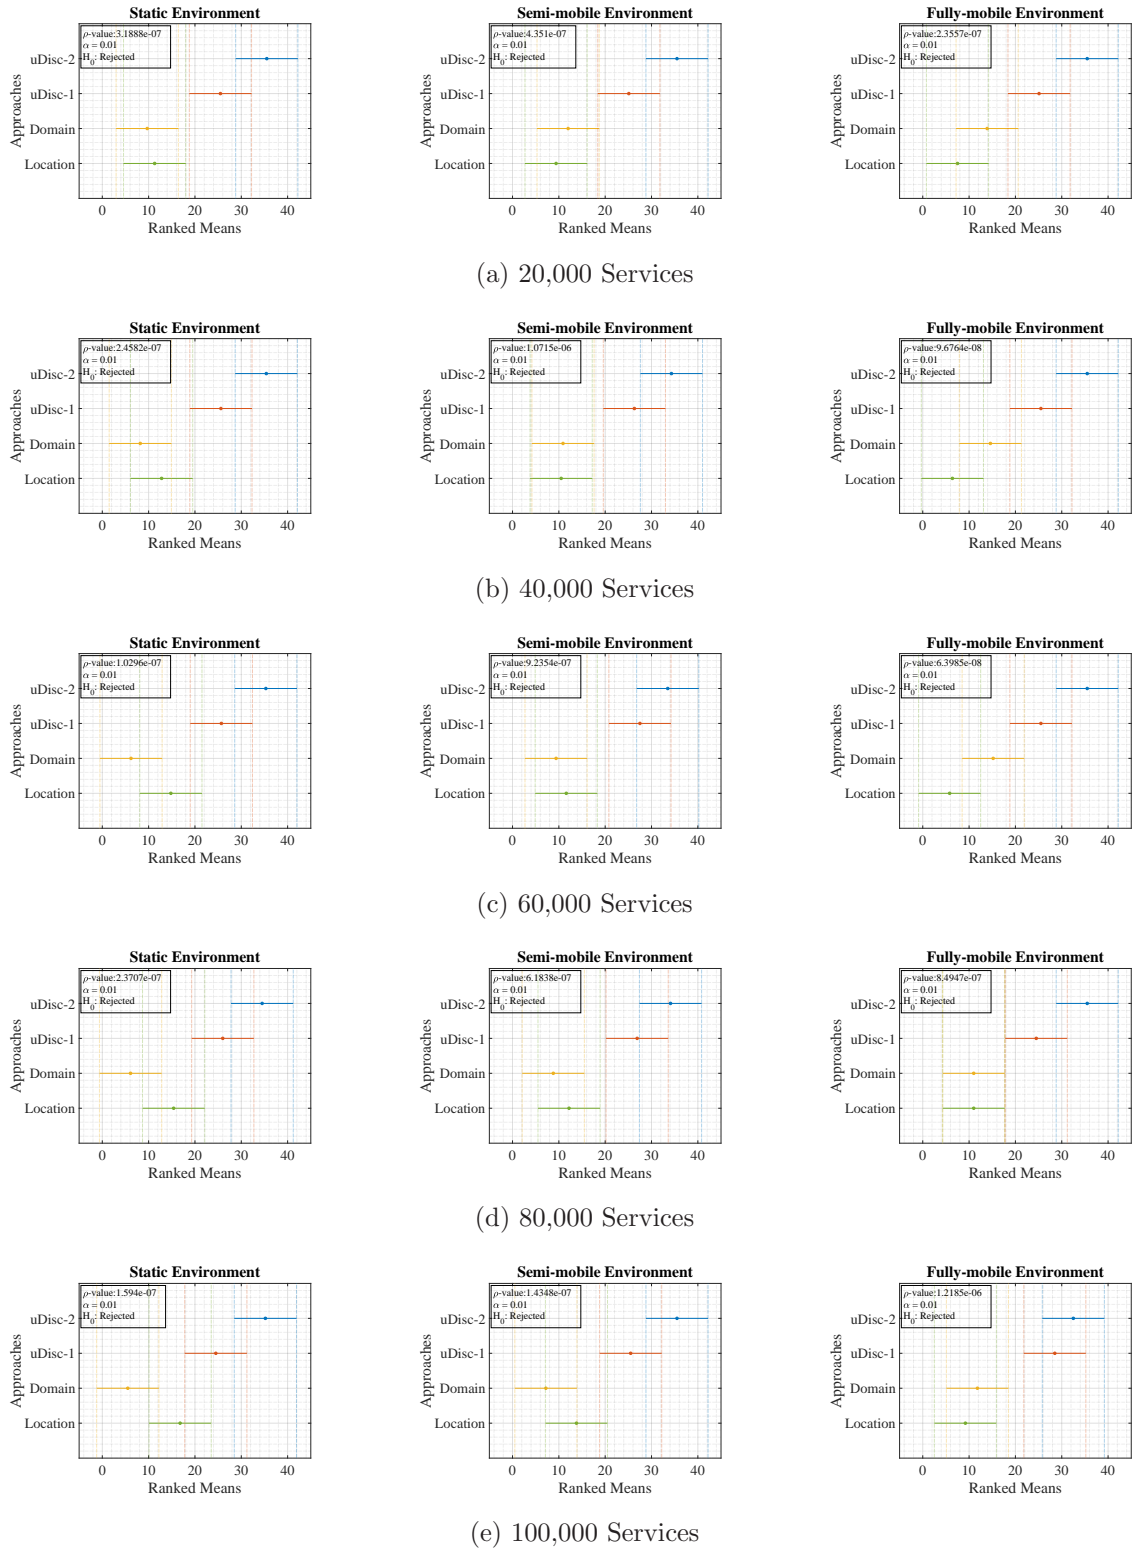 Static Environment
ρ-value:3.1888e-07
α = 0.01
H0: Rejected
uDisc-2
uDisc-1
Domain
Location
Approaches
0 10 20 30 40
Ranked Means
Semi-mobile Environment
ρ-value:4.351e-07
α = 0.01
H0: Rejected
uDisc-2
uDisc-1
Domain
Location
Approaches
0 10 20 30 40
Ranked Means
Fully-mobile Environment
ρ-value:2.3557e-07
α = 0.01
H0: Rejected
uDisc-2
uDisc-1
Domain
Location
Approaches
0 10 20 30 40
Ranked Means
(a) 20,000 Services
Static Environment
ρ-value:2.4582e-07
α = 0.01
H0: Rejected
uDisc-2
uDisc-1
Domain
Location
Approaches
0 10 20 30 40
Ranked Means
Semi-mobile Environment
ρ-value:1.0715e-06
α = 0.01
H0: Rejected
uDisc-2
uDisc-1
Domain
Location
Approaches
0 10 20 30 40
Ranked Means
Fully-mobile Environment
ρ-value:9.6764e-08
α = 0.01
H0: Rejected
uDisc-2
uDisc-1
Domain
Location
Approaches
0 10 20 30 40
Ranked Means
(b) 40,000 Services
Static Environment
ρ-value:1.0296e-07
α = 0.01
H0: Rejected
uDisc-2
uDisc-1
Domain
Location
Approaches
0 10 20 30 40
Ranked Means
Semi-mobile Environment
ρ-value:9.2354e-07
α = 0.01
H0: Rejected
uDisc-2
uDisc-1
Domain
Location
Approaches
0 10 20 30 40
Ranked Means
Fully-mobile Environment
ρ-value:6.3985e-08
α = 0.01
H0: Rejected
uDisc-2
uDisc-1
Domain
Location
Approaches
0 10 20 30 40
Ranked Means
(c) 60,000 Services
Static Environment
ρ-value:2.3707e-07
α = 0.01
H0: Rejected
uDisc-2
uDisc-1
Domain
Location
Approaches
0 10 20 30 40
Ranked Means
Semi-mobile Environment
ρ-value:6.1838e-07
α = 0.01
H0: Rejected
uDisc-2
uDisc-1
Domain
Location
Approaches
0 10 20 30 40
Ranked Means
Fully-mobile Environment
ρ-value:8.4947e-07
α = 0.01
H0: Rejected
uDisc-2
uDisc-1
Domain
Location
Approaches
0 10 20 30 40
Ranked Means
(d) 80,000 Services
Static Environment
ρ-value:1.594e-07
α = 0.01
H0: Rejected
uDisc-2
uDisc-1
Domain
Location
Approaches
0 10 20 30 40
Ranked Means
Semi-mobile Environment
ρ-value:1.4348e-07
α = 0.01
H0: Rejected
uDisc-2
uDisc-1
Domain
Location
Approaches
0 10 20 30 40
Ranked Means
Fully-mobile Environment
ρ-value:1.2185e-06
α = 0.01
H0: Rejected
uDisc-2
uDisc-1
Domain
Location
Approaches
0 10 20 30 40
Ranked Means
(e) 100,000 Services